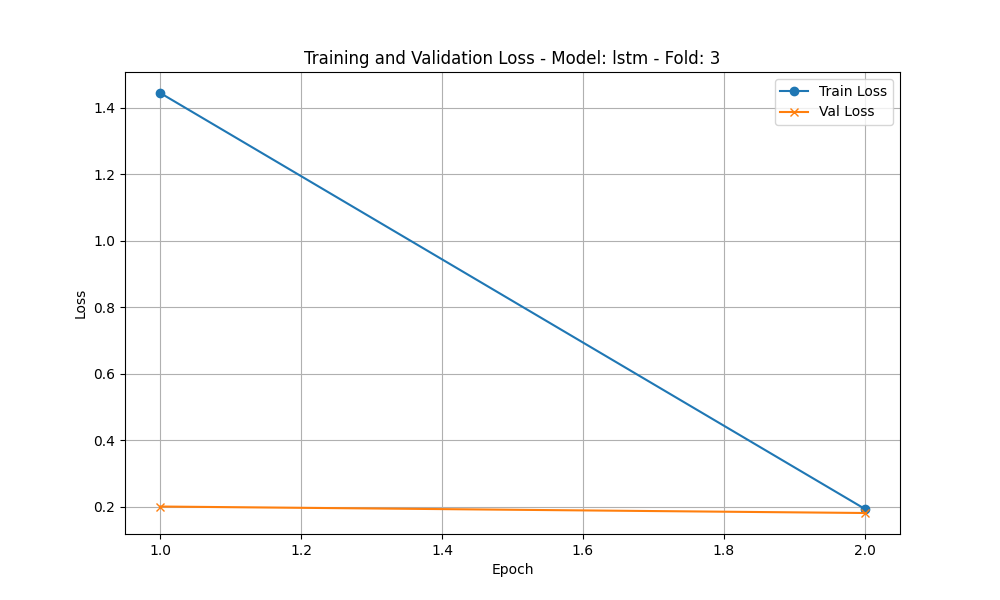 Training and Validation Loss - Model: lstm - Fold: 3
Train Loss
Val Loss
Loss
1.4
1.2
1.0
0.8
0.6
0.4
0.2
1.0 1.2 1.4 1.6 1.8 2.0
Epoch